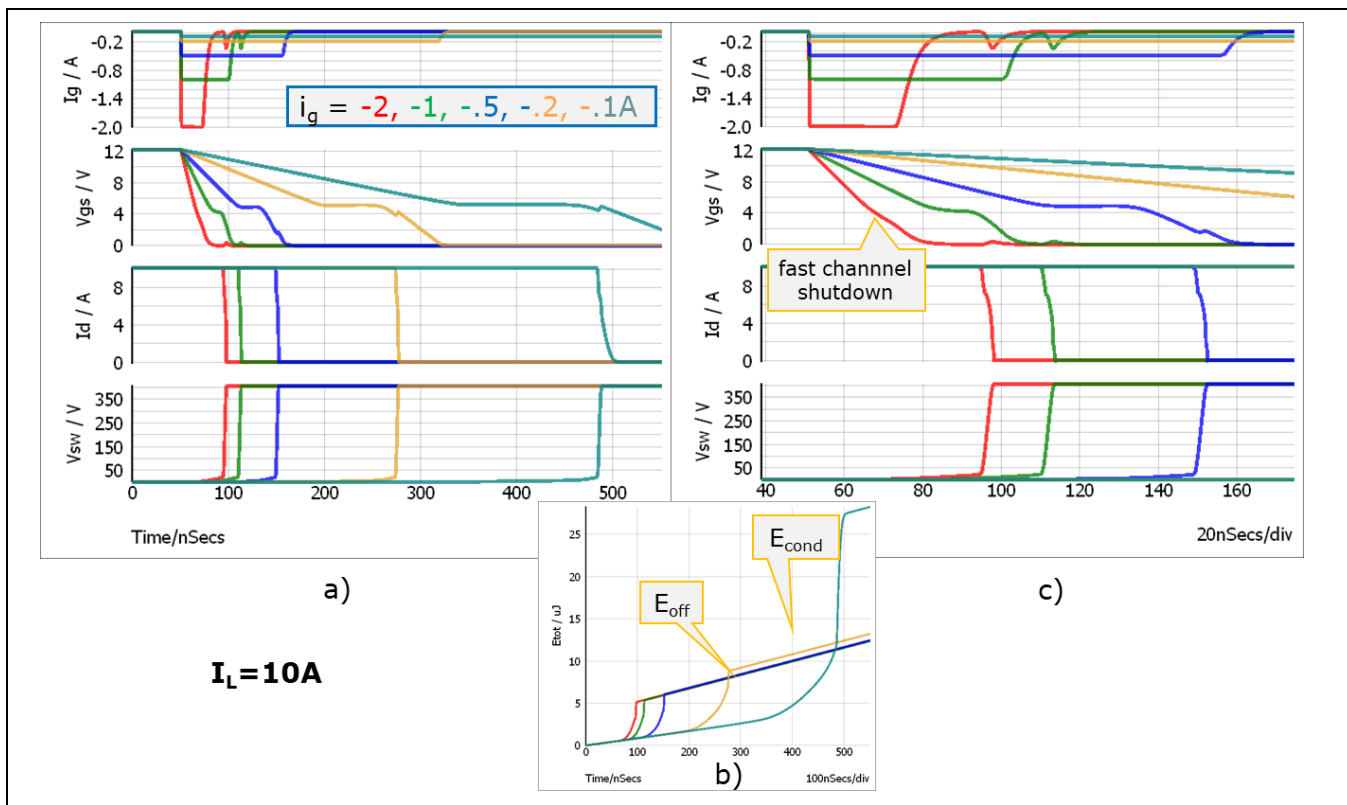 Ig / A
-0.2
-0.8
-1.4
-2.0
i_g = -2, -1, -.5, -.2, -.1A
Vgs / V
12
8
4
0
Id / A
8
4
0
Vsw / V
350
250
150
50
0 100 200 300 400 500
Time/nSecs
a)
Ig / A
-0.2
-0.8
-1.4
-2.0
Vgs / V
12
8
4
0
fast channnel
shutdown
Id / A
8
4
0
Vsw / V
350
250
150
50
40 60 80 100 120 140 160
20nSecs/div
c)
Etot / uJ
25
20
15
10
5
0
E_cond
E_off
0 100 200 300 400 500
Time/nSecs 100nSecs/div
b)
I_L=10A